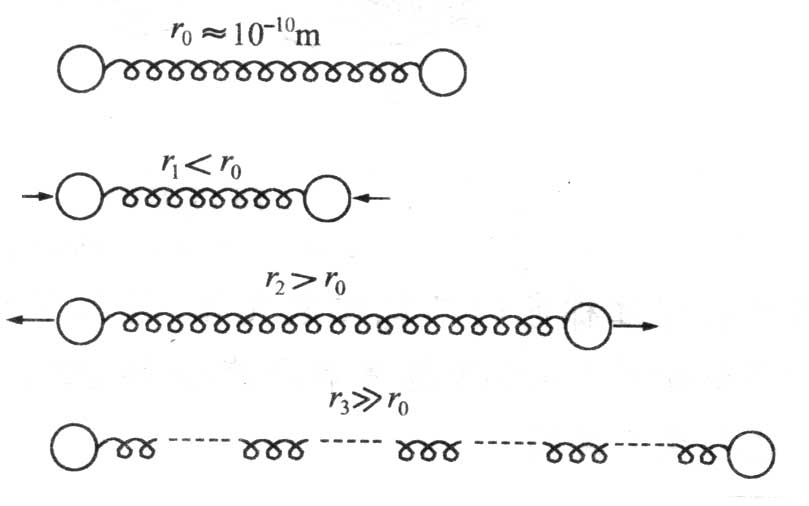 r₀ ≈ 10⁻¹⁰m
r₁ < r₀
r₂ > r₀
r₃ ≫ r₀